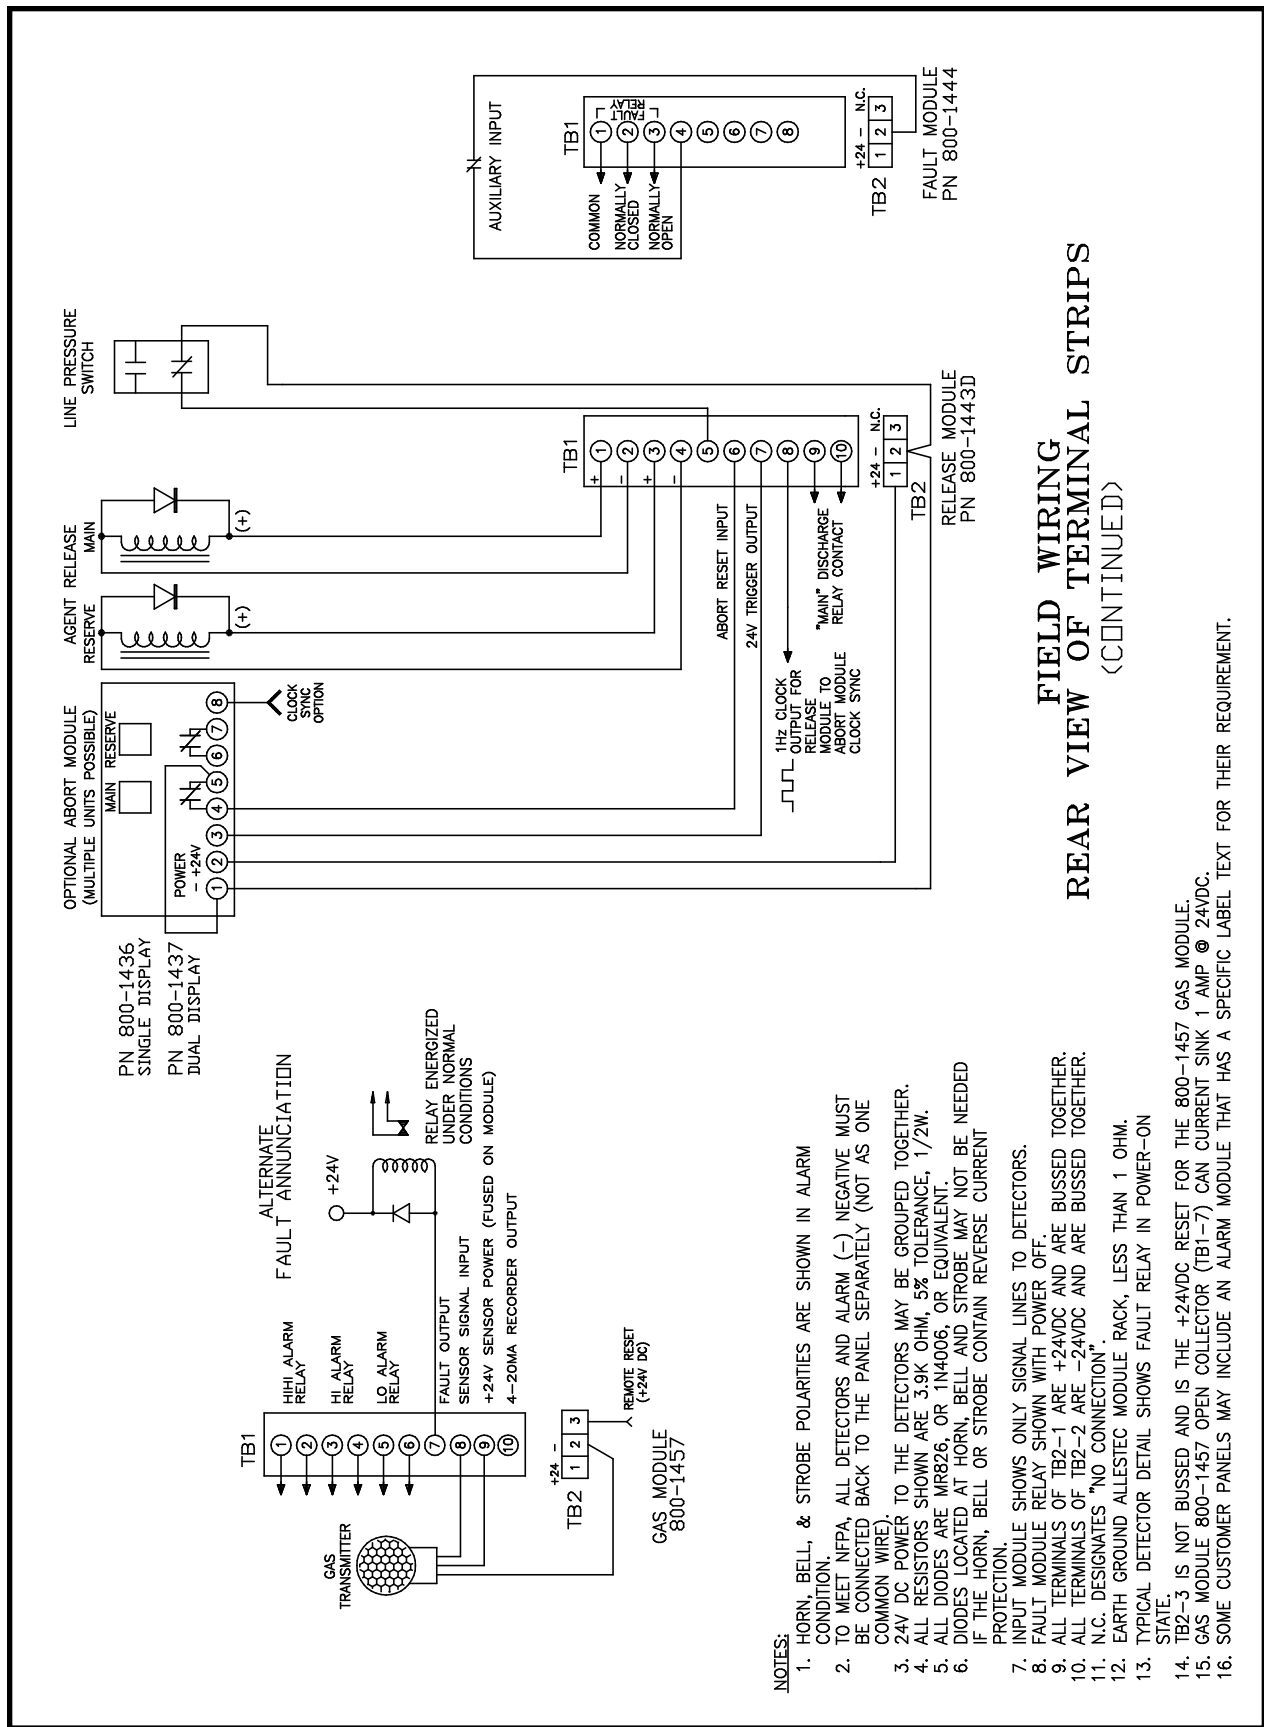 PN 800-1436
SINGLE DISPLAY
PN 800-1437
DUAL DISPLAY
OPTIONAL ABORT MODULE
(MULTIPLE UNITS POSSIBLE)
MAIN
RESERVE
POWER
- +24V
1 2 3 4 5 6 7 8
CLOCK
SYNC
OPTION
AGENT RELEASE
RESERVE
MAIN
(+)
(+)
LINE PRESSURE
SWITCH
ALTERNATE
FAULT ANNUNCIATION
+24V
RELAY ENERGIZED
UNDER NORMAL
CONDITIONS
TB1
1
2
3
4
5
6
7
8
9
10
HIHI ALARM
RELAY
HI ALARM
RELAY
LO ALARM
RELAY
FAULT OUTPUT
SENSOR SIGNAL INPUT
+24V SENSOR POWER (FUSED ON MODULE)
4-20MA RECORDER OUTPUT
GAS
TRANSMITTER
+24 -
TB2
1 2 3
REMOTE RESET
(+24V DC)
GAS MODULE
800-1457
TB1
+ 1
- 2
+ 3
- 4
5
6
7
8
9
10
ABORT RESET INPUT
24V TRIGGER OUTPUT
"MAIN" DISCHARGE
RELAY CONTACT
1Hz CLOCK
OUTPUT FOR
RELEASE
MODULE TO
ABORT MODULE
CLOCK SYNC
+24 - N.C.
TB2
1 2 3
RELEASE MODULE
PN 800-1443D
AUXILIARY INPUT
TB1
1
2
3
4
5
6
7
8
FAULT
RELAY
COMMON
NORMALLY
CLOSED
NORMALLY
OPEN
+24 - N.C.
TB2
1 2 3
FAULT MODULE
PN 800-1444
FIELD WIRING
REAR VIEW OF TERMINAL STRIPS
(CONTINUED)
NOTES:
1. HORN, BELL, & STROBE POLARITIES ARE SHOWN IN ALARM
CONDITION.
2. TO MEET NFPA, ALL DETECTORS AND ALARM (-) NEGATIVE MUST
BE CONNECTED BACK TO THE PANEL SEPARATELY (NOT AS ONE
COMMON WIRE).
3. 24V DC POWER TO THE DETECTORS MAY BE GROUPED TOGETHER.
4. ALL RESISTORS SHOWN ARE 3.9K OHM, 5% TOLERANCE, 1/2W.
5. ALL DIODES ARE MR826, OR 1N4006, OR EQUIVALENT.
6. DIODES LOCATED AT HORN, BELL AND STROBE MAY NOT BE NEEDED
IF THE HORN, BELL OR STROBE CONTAIN REVERSE CURRENT
PROTECTION.
7. INPUT MODULE SHOWS ONLY SIGNAL LINES TO DETECTORS.
8. FAULT MODULE RELAY SHOWN WITH POWER OFF.
9. ALL TERMINALS OF TB2-1 ARE +24VDC AND ARE BUSSED TOGETHER.
10. ALL TERMINALS OF TB2-2 ARE -24VDC AND ARE BUSSED TOGETHER.
11. N.C. DESIGNATES "NO CONNECTION".
12. EARTH GROUND ALLESTEC MODULE RACK, LESS THAN 1 OHM.
13. TYPICAL DETECTOR DETAIL SHOWS FAULT RELAY IN POWER-ON
STATE.
14. TB2-3 IS NOT BUSSED AND IS THE +24VDC RESET FOR THE 800-1457 GAS MODULE.
15. GAS MODULE 800-1457 OPEN COLLECTOR (TB1-7) CAN CURRENT SINK 1 AMP @ 24VDC.
16. SOME CUSTOMER PANELS MAY INCLUDE AN ALARM MODULE THAT HAS A SPECIFIC LABEL TEXT FOR THEIR REQUIREMENT.